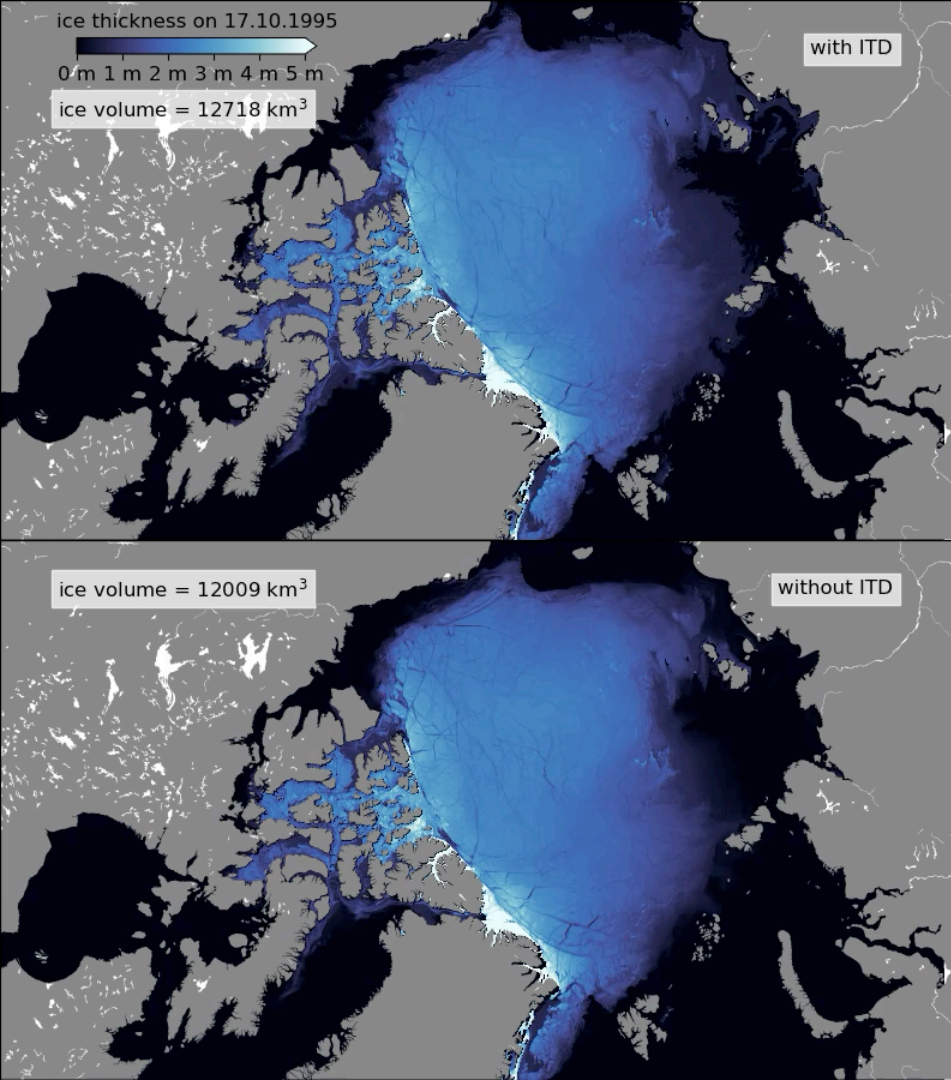 ice thickness on 17.10.1995
0 m 1 m 2 m 3 m 4 m 5 m
ice volume = 12718 km³
with ITD
ice volume = 12009 km³
without ITD